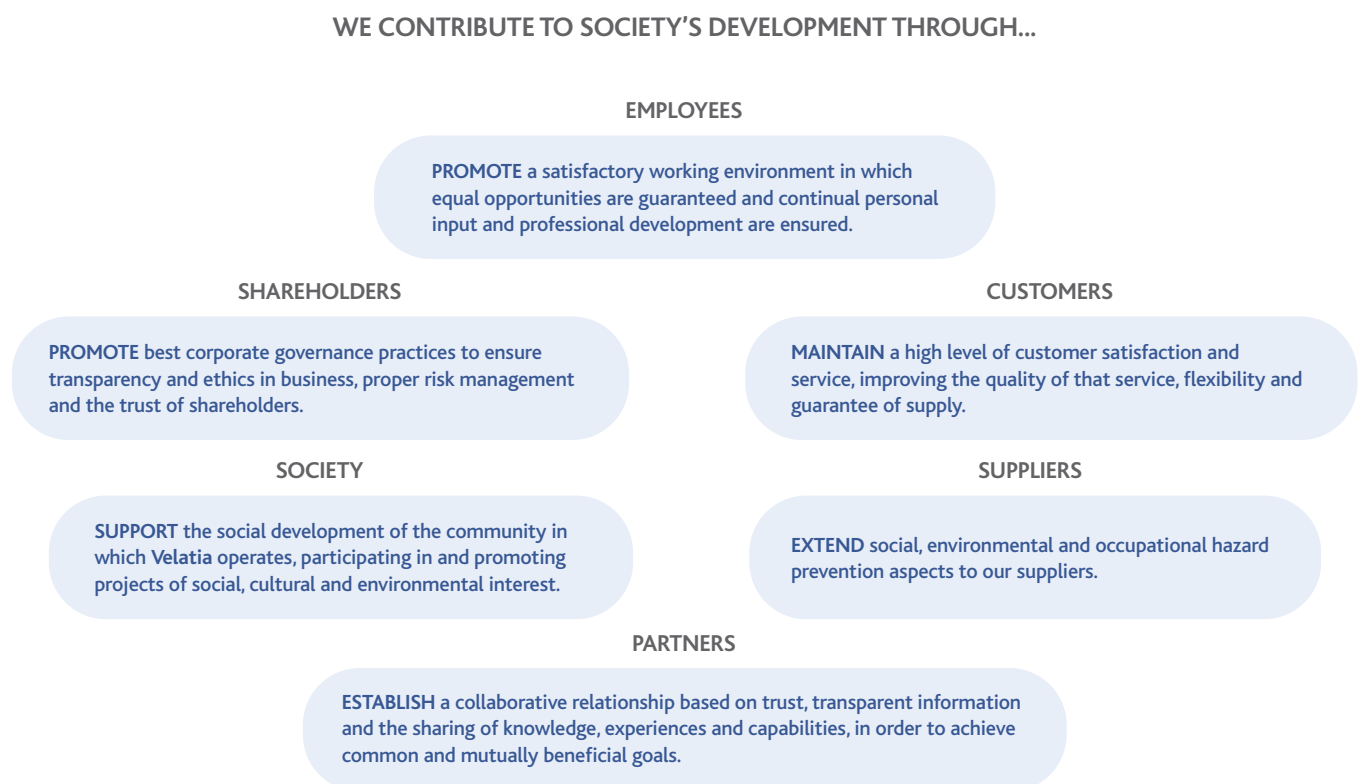 WE CONTRIBUTE TO SOCIETY’S DEVELOPMENT THROUGH...
EMPLOYEES
PROMOTE a satisfactory working environment in which
equal opportunities are guaranteed and continual personal
input and professional development are ensured.
SHAREHOLDERS
PROMOTE best corporate governance practices to ensure
transparency and ethics in business, proper risk management
and the trust of shareholders.
CUSTOMERS
MAINTAIN a high level of customer satisfaction and
service, improving the quality of that service, flexibility and
guarantee of supply.
SOCIETY
SUPPORT the social development of the community in
which Velatia operates, participating in and promoting
projects of social, cultural and environmental interest.
SUPPLIERS
EXTEND social, environmental and occupational hazard
prevention aspects to our suppliers.
PARTNERS
ESTABLISH a collaborative relationship based on trust, transparent information
and the sharing of knowledge, experiences and capabilities, in order to achieve
common and mutually beneficial goals.